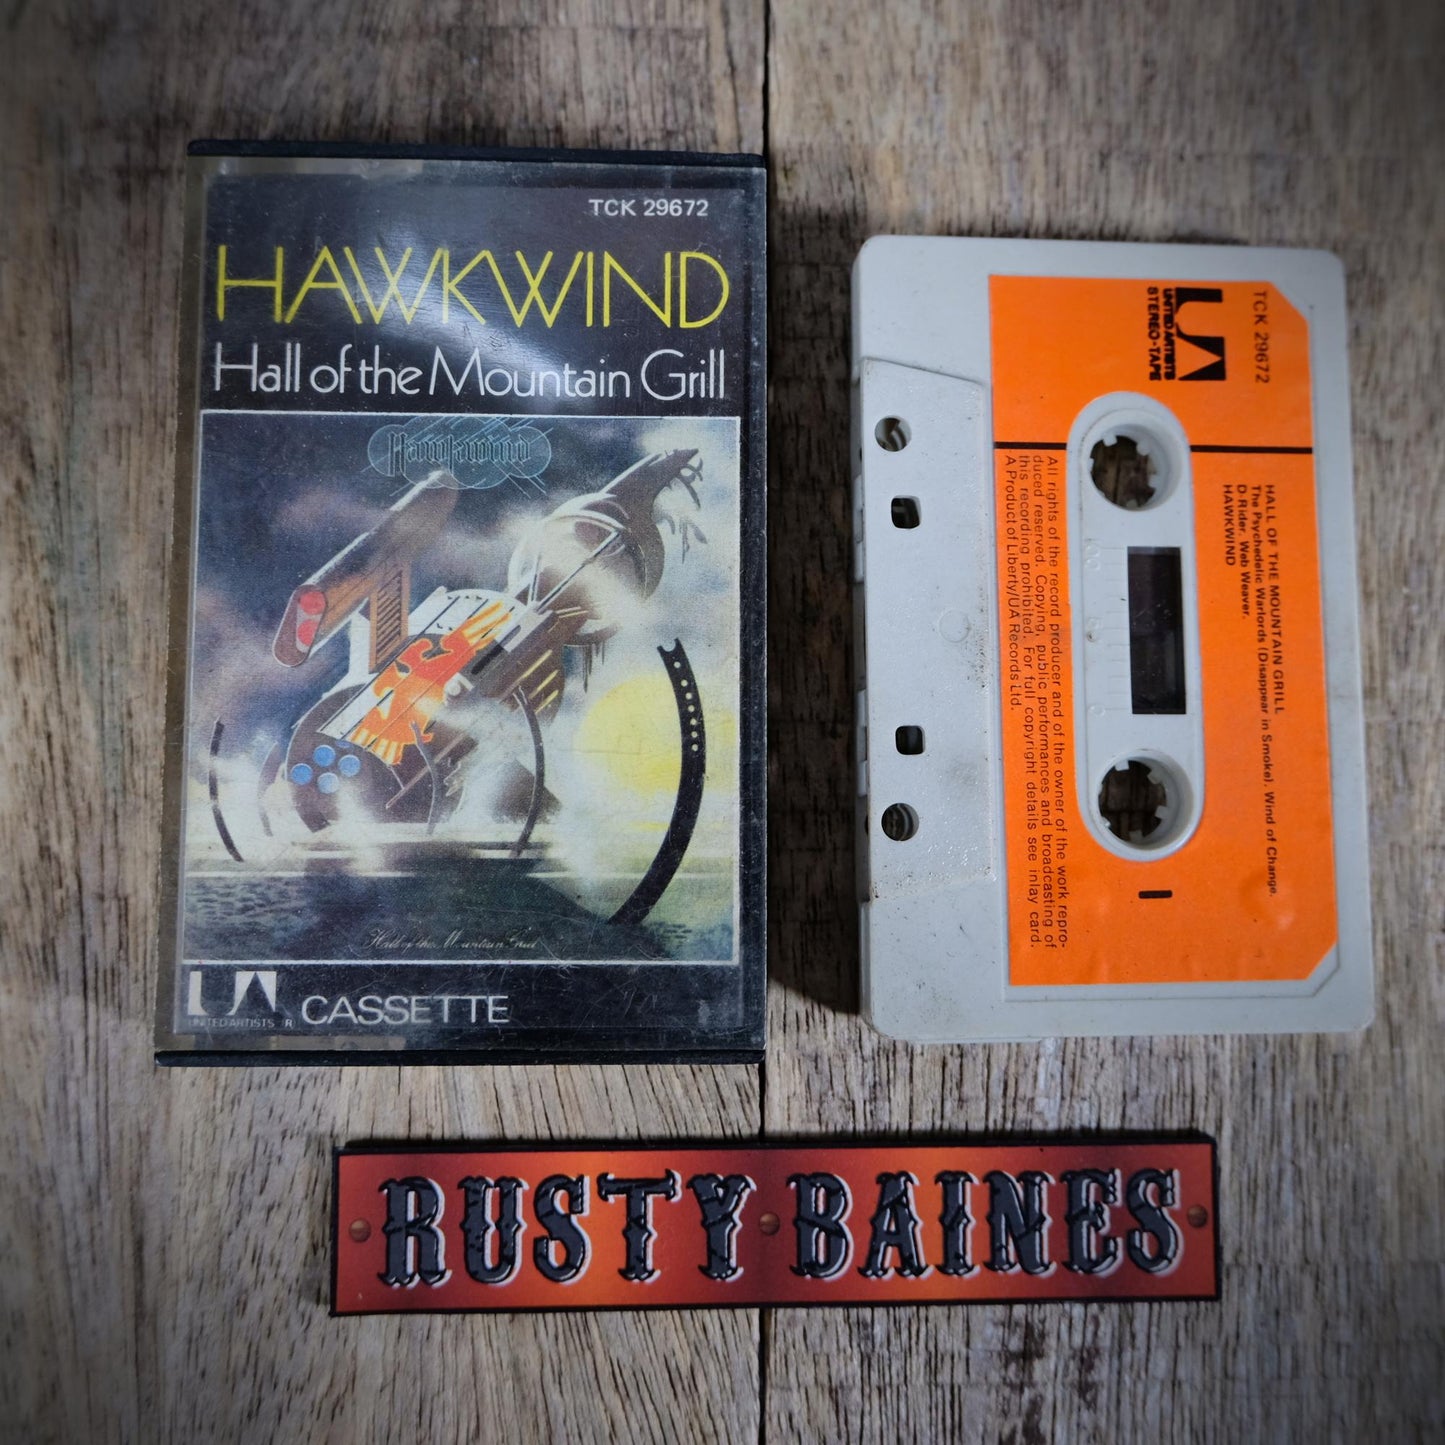 TCK 29672
HAWKWIND
Hall of the Mountain Grill
Hawkwind
Hall of the Mountain Grill
UA
UNITED ARTISTS R
CASSETTE
TCK 29672
UA
UNITED ARTISTS
STEREO-TAPE
HALL OF THE MOUNTAIN GRILL
The Psychedelic Warlords (Disappear in Smoke). Wind of Change.
D-Rider. Web Weaver.
HAWKWIND
100
50
0
I
All rights of the record producer and of the owner of the work repro-
duced reserved. Copying, public performances and broadcasting of
this recording prohibited. For full copyright details see inlay card.
A Product of Liberty/UA Records Ltd.
RUSTY BAINES